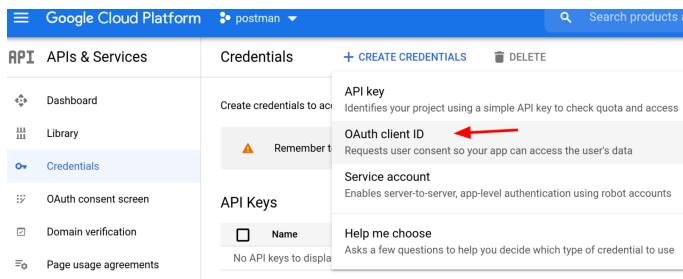 Google Cloud Platform postman Search products
API APIs & Services Credentials + CREATE CREDENTIALS DELETE
API key
Identifies your project using a simple API key to check quota and access
OAuth client ID
Requests user consent so your app can access the user's data
Service account
Enables server-to-server, app-level authentication using robot accounts
Help me choose
Asks a few questions to help you decide which type of credential to use
Dashboard
Library
Credentials
OAuth consent screen
Domain verification
Page usage agreements
Create credentials to acc
Remember t
API Keys
Name
No API keys to displa